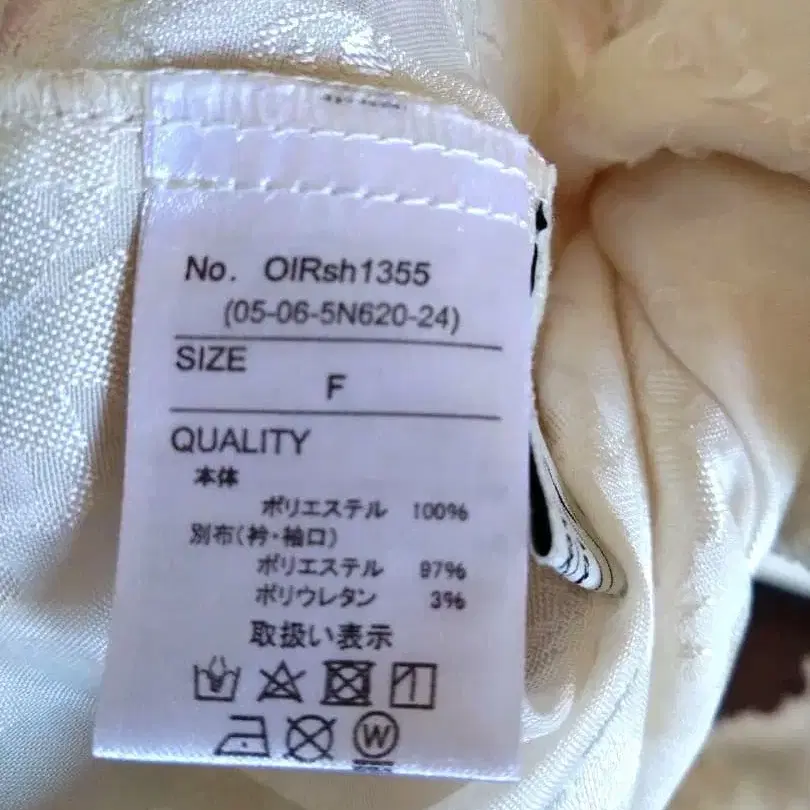 No. OIRsh1355
(05-06-5N620-24)
SIZE
F
QUALITY
本体
ポリエステル 100%
別布(衿・袖口)
ポリエステル 87%
ポリウレタン 3%
取扱い表示
W